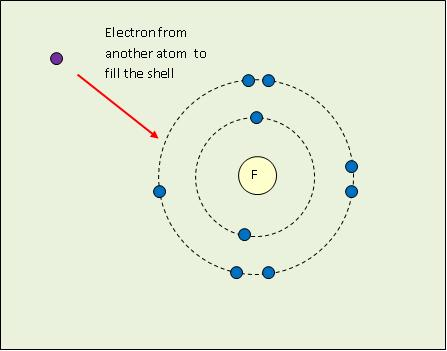 Electron from
another atom to
fill the shell
F